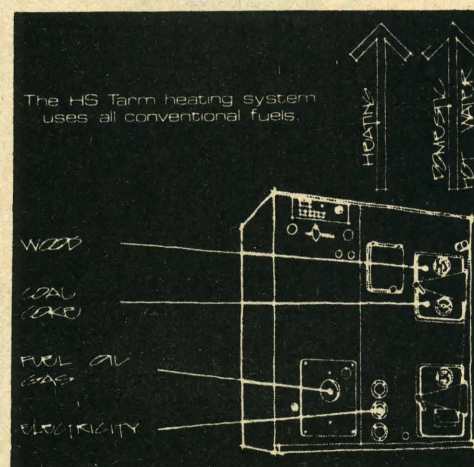 The HS Tarm heating system
uses all conventional fuels.
HEATING
DOMESTIC
HOT WATER
WOOD
COAL
COKE
FUEL OIL
GAS
ELECTRICITY